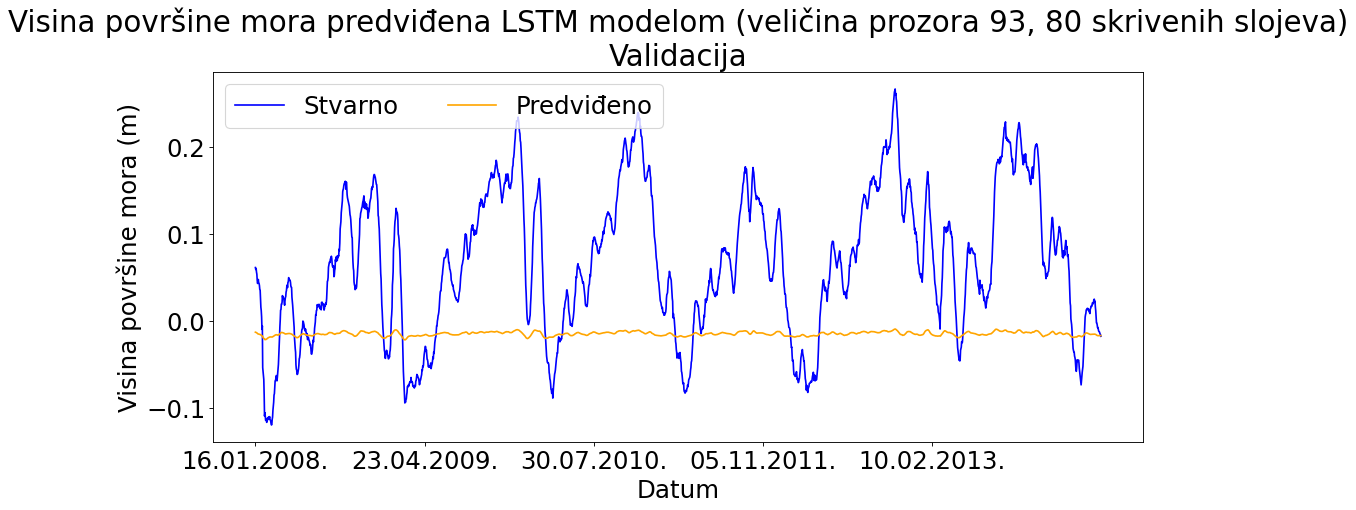 Visina površine mora predviđena LSTM modelom (veličina prozora 93, 80 skrivenih slojeva)
Validacija
Stvarno
Predviđeno
Visina površine mora (m)
0.2
0.1
0.0
−0.1
16.01.2008.
23.04.2009.
30.07.2010.
05.11.2011.
10.02.2013.
Datum